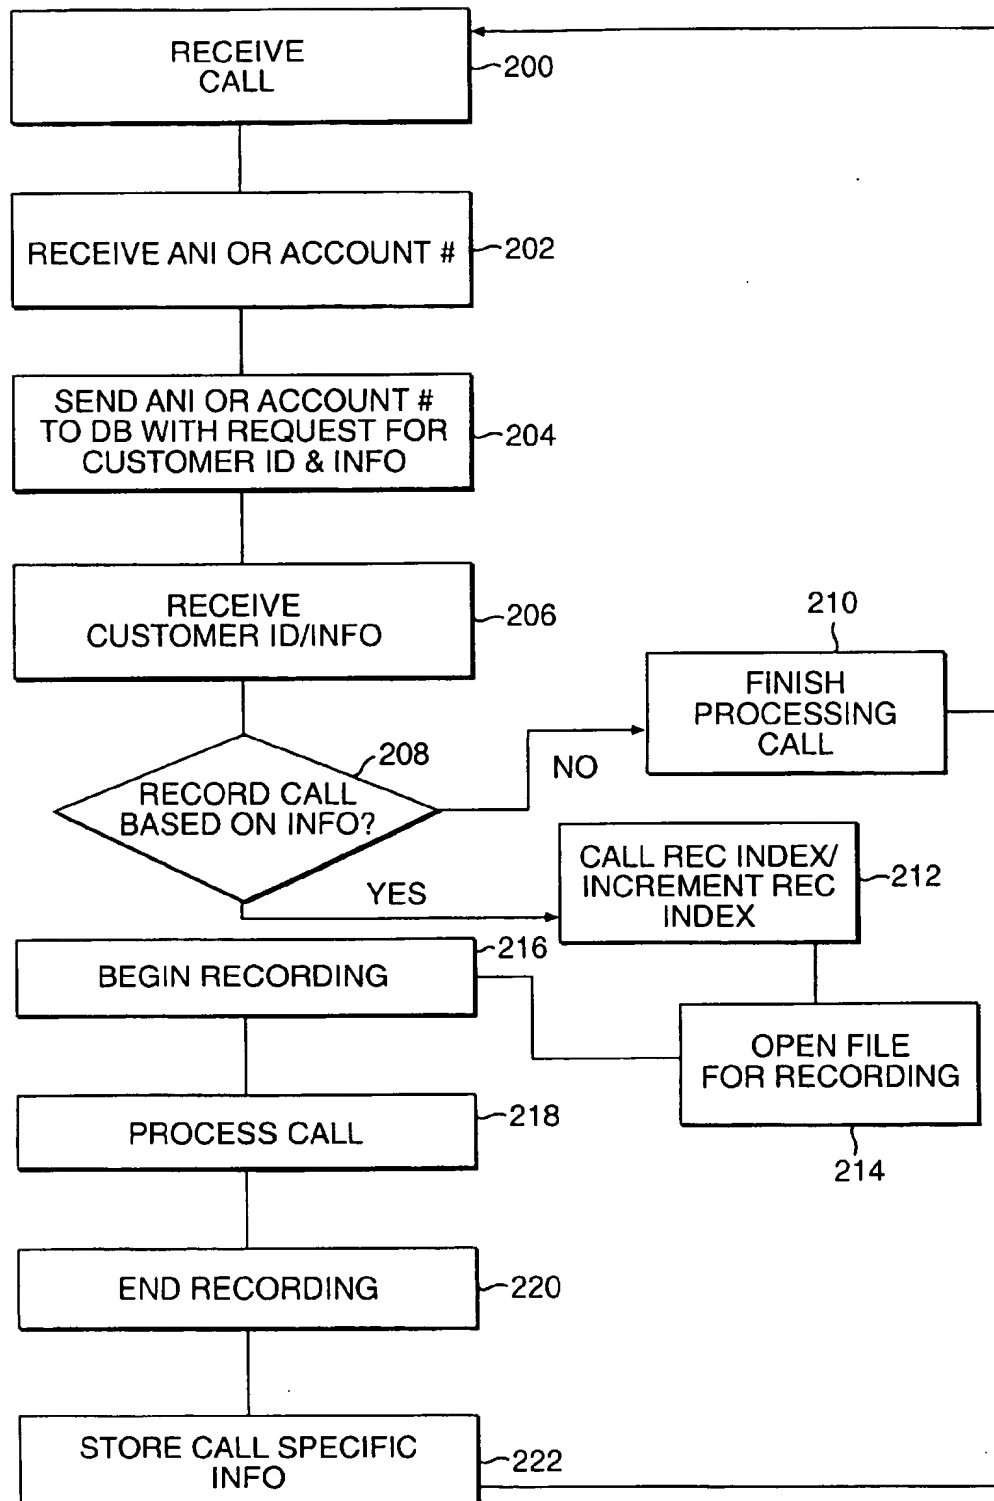 RECEIVE
CALL
200
RECEIVE ANI OR ACCOUNT #
202
SEND ANI OR ACCOUNT #
TO DB WITH REQUEST FOR
CUSTOMER ID & INFO
204
RECEIVE
CUSTOMER ID/INFO
206
208
RECORD CALL
BASED ON INFO?
NO
210
FINISH
PROCESSING
CALL
YES
CALL REC INDEX/
INCREMENT REC
INDEX
212
OPEN FILE
FOR RECORDING
214
BEGIN RECORDING
216
PROCESS CALL
218
END RECORDING
220
STORE CALL SPECIFIC
INFO
222